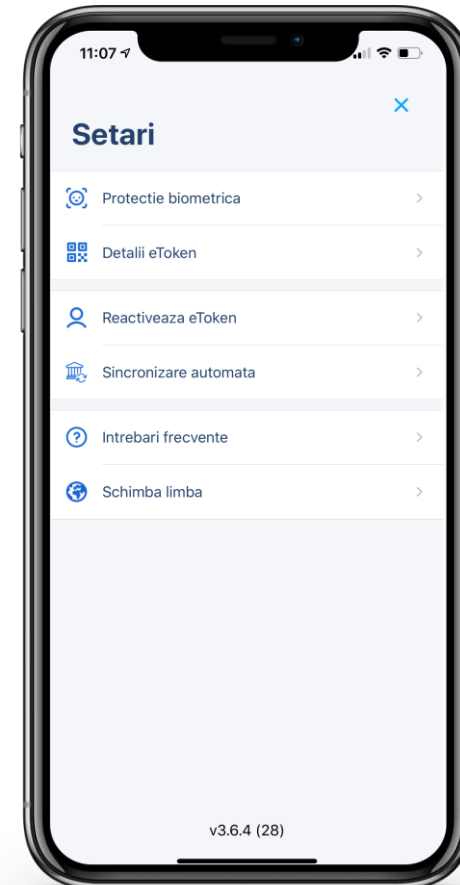 11:07
Setari
Protectie biometrica
Detalii eToken
Reactiveaza eToken
Sincronizare automata
Intrebari frecvente
Schimba limba
v3.6.4 (28)